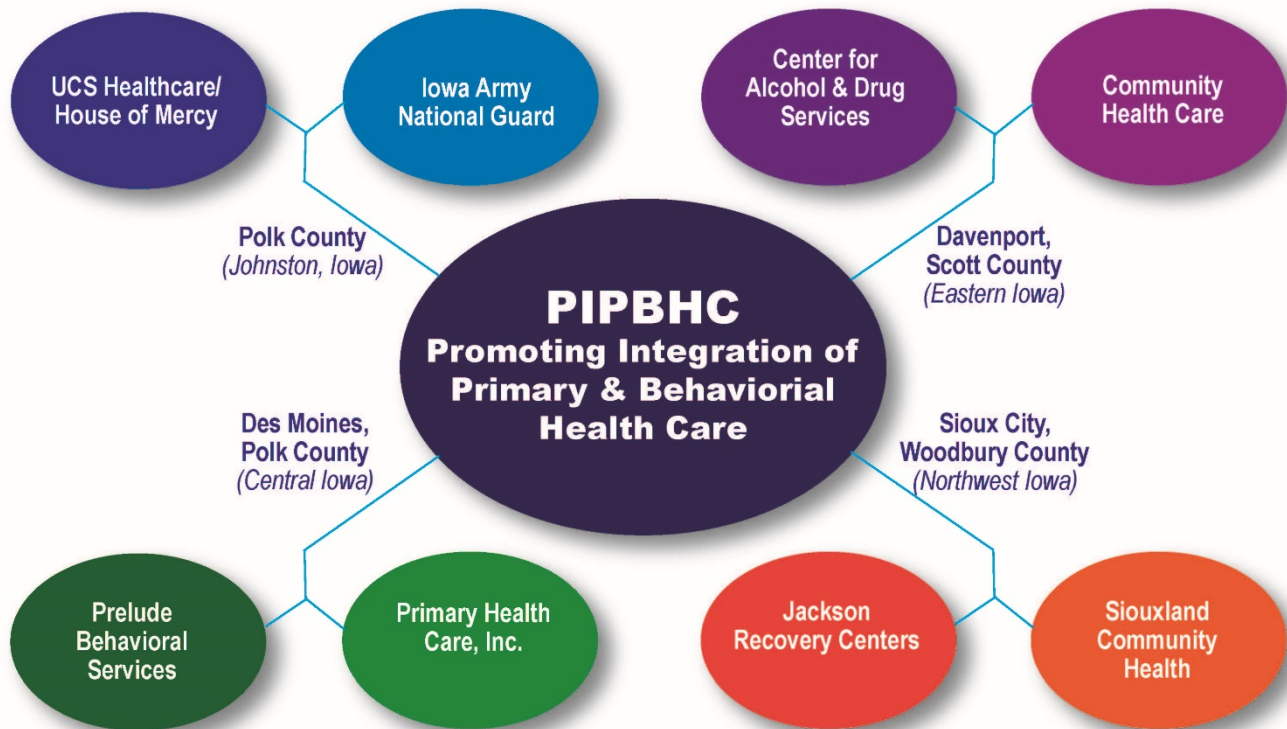 UCS Healthcare/
House of Mercy
Iowa Army
National Guard
Center for
Alcohol & Drug
Services
Community
Health Care
Polk County
(Johnston, Iowa)
Davenport,
Scott County
(Eastern Iowa)
PIPBHC
Promoting Integration of
Primary & Behaviorial
Health Care
Des Moines,
Polk County
(Central Iowa)
Sioux City,
Woodbury County
(Northwest Iowa)
Prelude
Behavioral
Services
Primary Health
Care, Inc.
Jackson
Recovery Centers
Siouxland
Community
Health